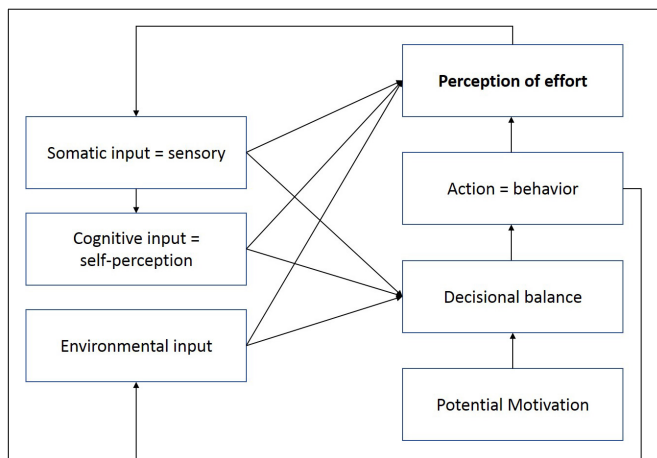 Perception of effort
Somatic input = sensory
Action = behavior
Cognitive input =
self-perception
Decisional balance
Environmental input
Potential Motivation